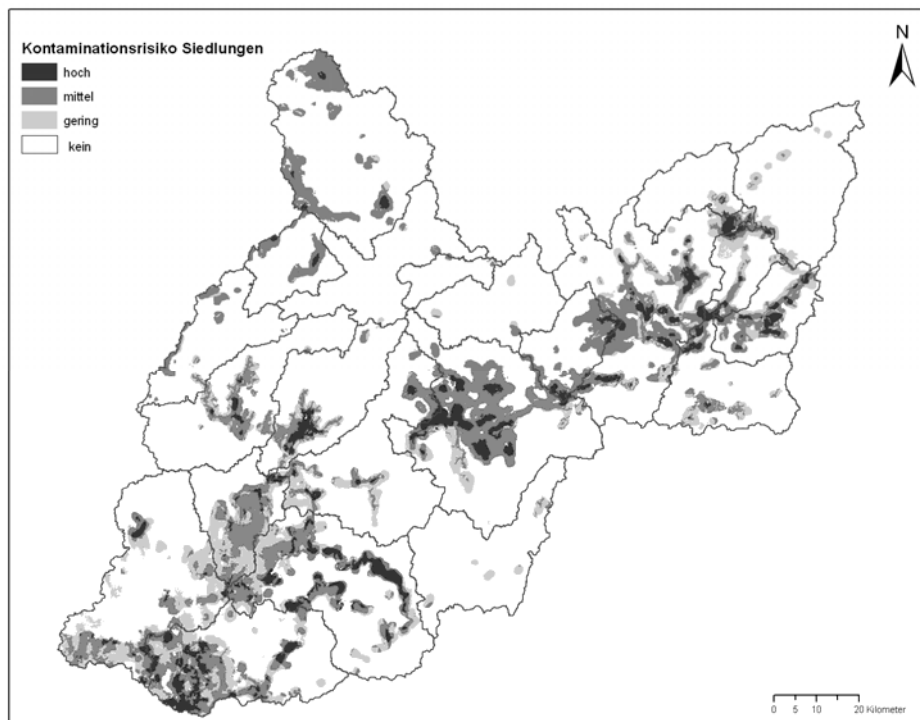 Kontaminationsrisiko Siedlungen
hoch
mittel
gering
kein
N
0 5 10 20 Kilometer